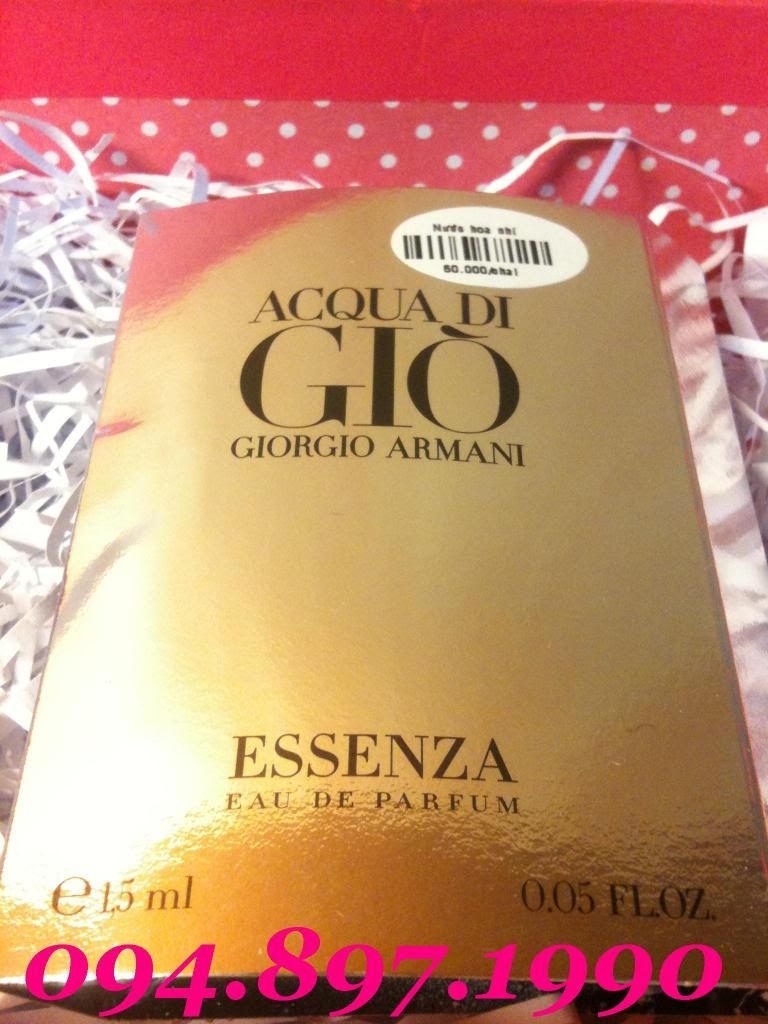 Nước hoa nhí
50.000/chai
ACQUA DI
GIÒ
GIORGIO ARMANI
ESSENZA
EAU DE PARFUM
e 1,5 ml 0.05 FL.OZ.
094.897.1990